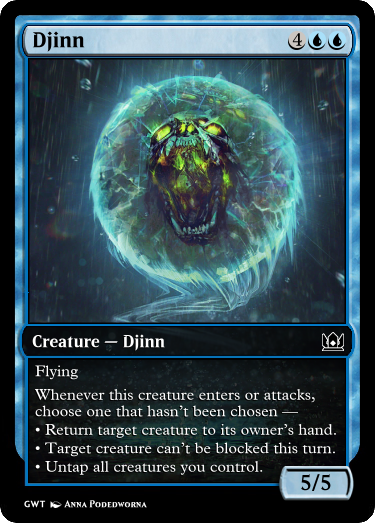 Djinn 4
Creature — Djinn
Flying
Whenever this creature enters or attacks,
choose one that hasn't been chosen —
• Return target creature to its owner's hand.
• Target creature can't be blocked this turn.
• Untap all creatures you control.
5/5
GWT Anna Podedworna